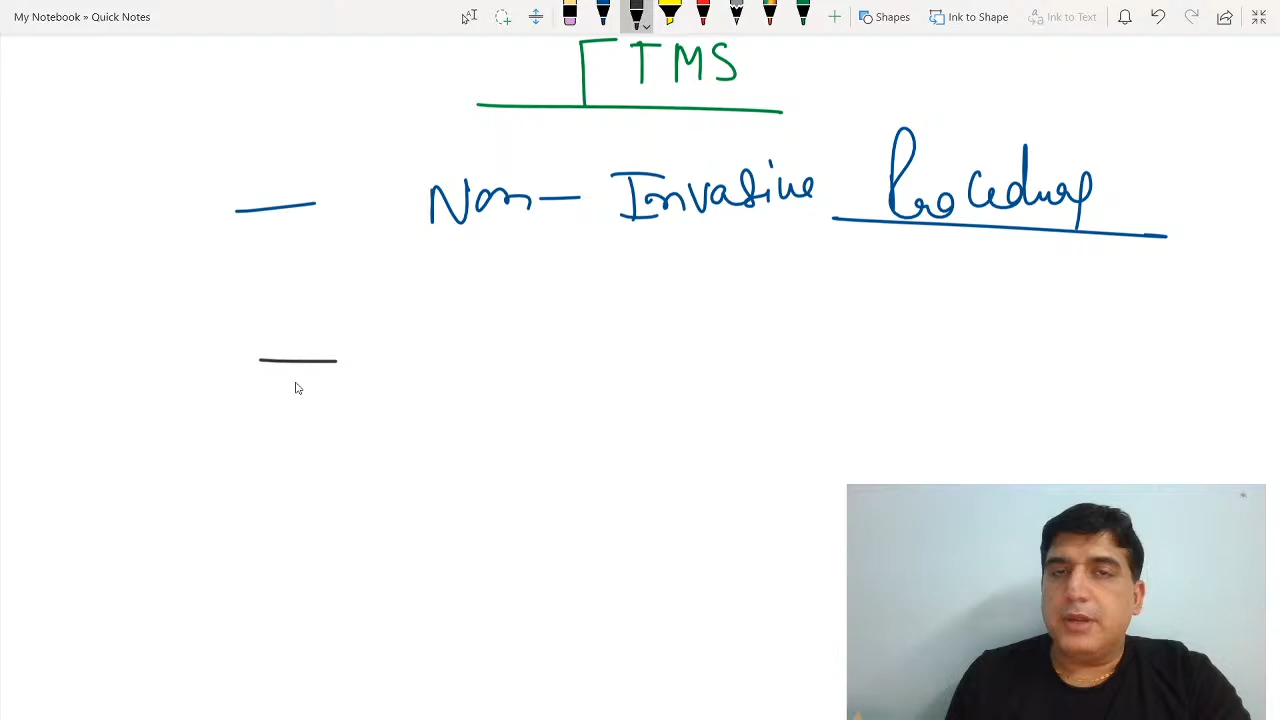 My Notebook » Quick Notes
Shapes
Ink to Shape
Ink to Text
TMS
— Non— Invasive Procedure